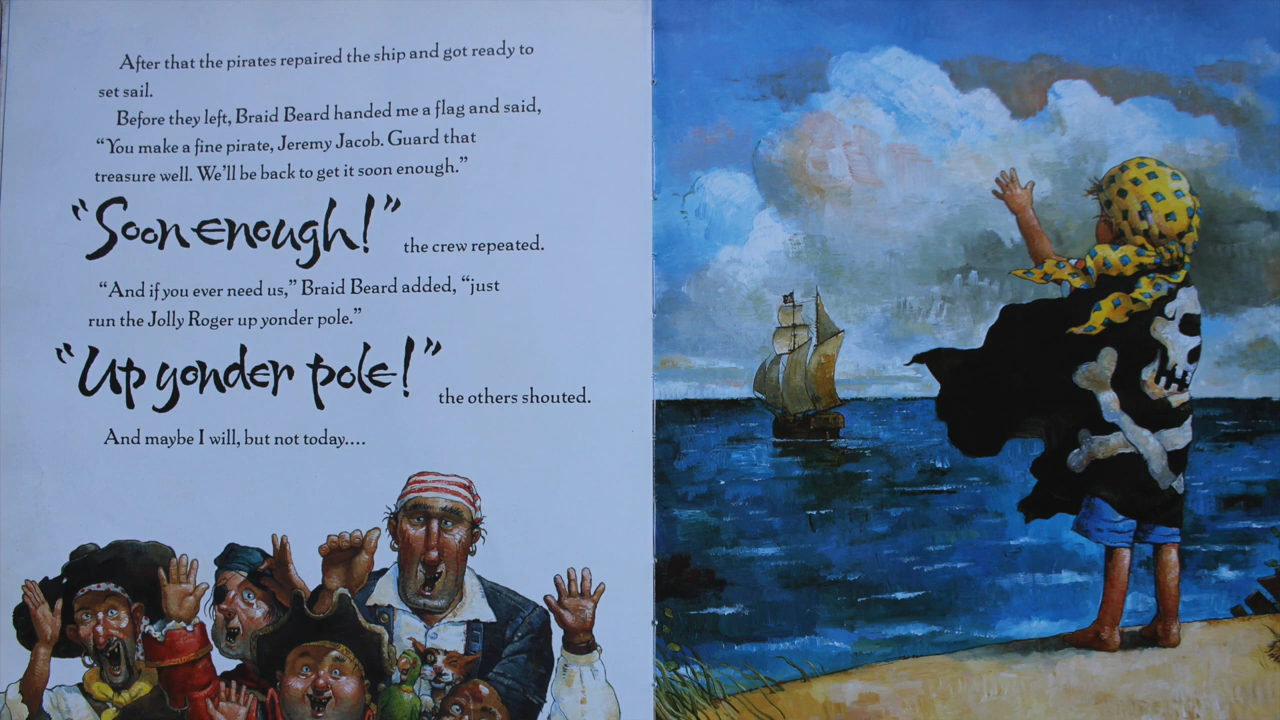 After that the pirates repaired the ship and got ready to
set sail.
Before they left, Braid Beard handed me a flag and said,
“You make a fine pirate, Jeremy Jacob. Guard that
treasure well. We’ll be back to get it soon enough.”
“Soon enough!” the crew repeated.
“And if you ever need us,” Braid Beard added, “just
run the Jolly Roger up yonder pole.”
“Up yonder pole!” the others shouted.
And maybe I will, but not today....